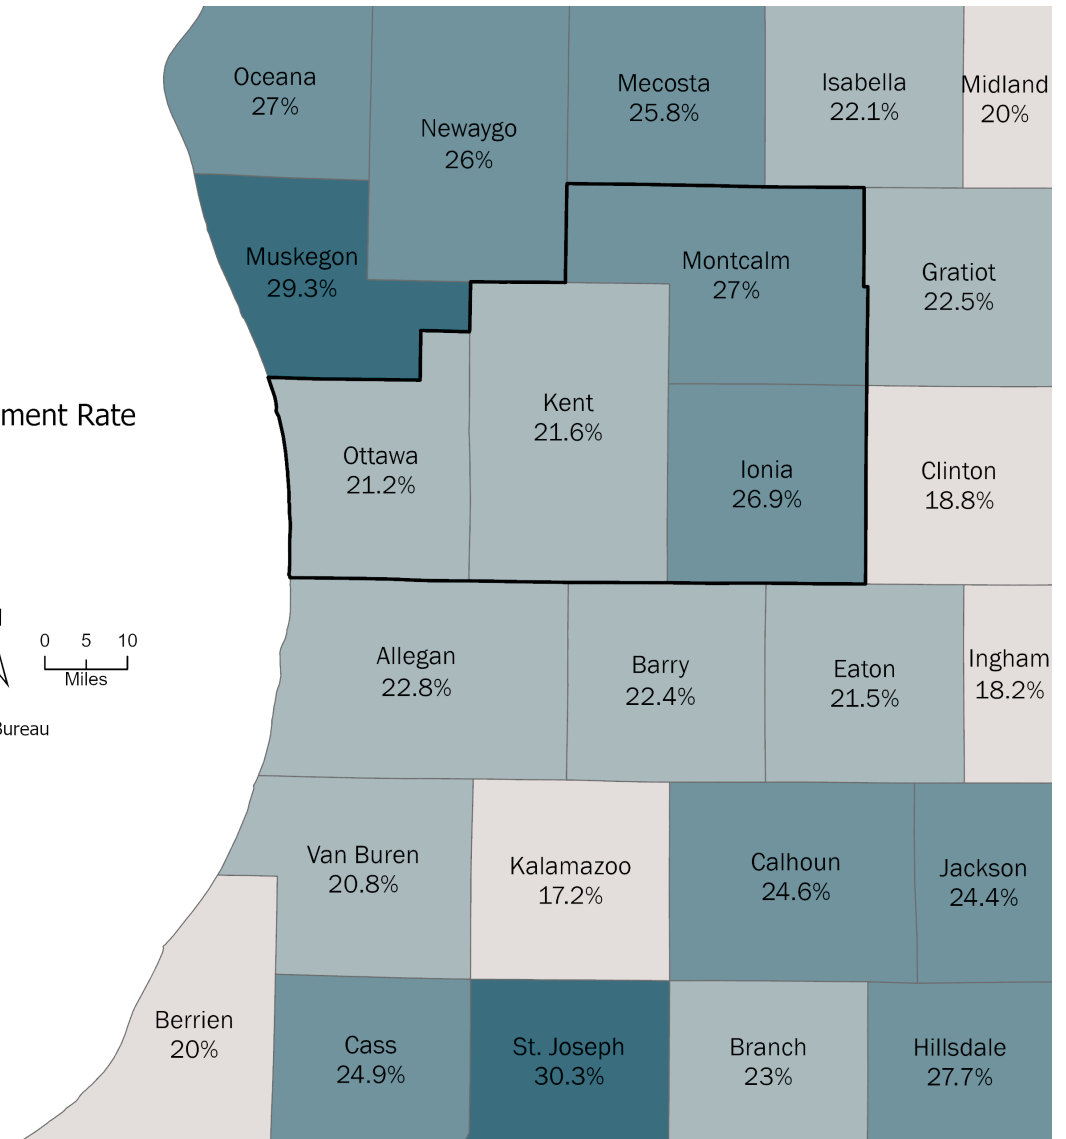 Oceana
27%
Newaygo
26%
Mecosta
25.8%
Isabella
22.1%
Midland
20%
Muskegon
29.3%
Montcalm
27%
Gratiot
22.5%
ment Rate
Kent
21.6%
Ottawa
21.2%
Ionia
26.9%
Clinton
18.8%
0 5 10
Miles
Bureau
Allegan
22.8%
Barry
22.4%
Eaton
21.5%
Ingham
18.2%
Van Buren
20.8%
Kalamazoo
17.2%
Calhoun
24.6%
Jackson
24.4%
Berrien
20%
Cass
24.9%
St. Joseph
30.3%
Branch
23%
Hillsdale
27.7%